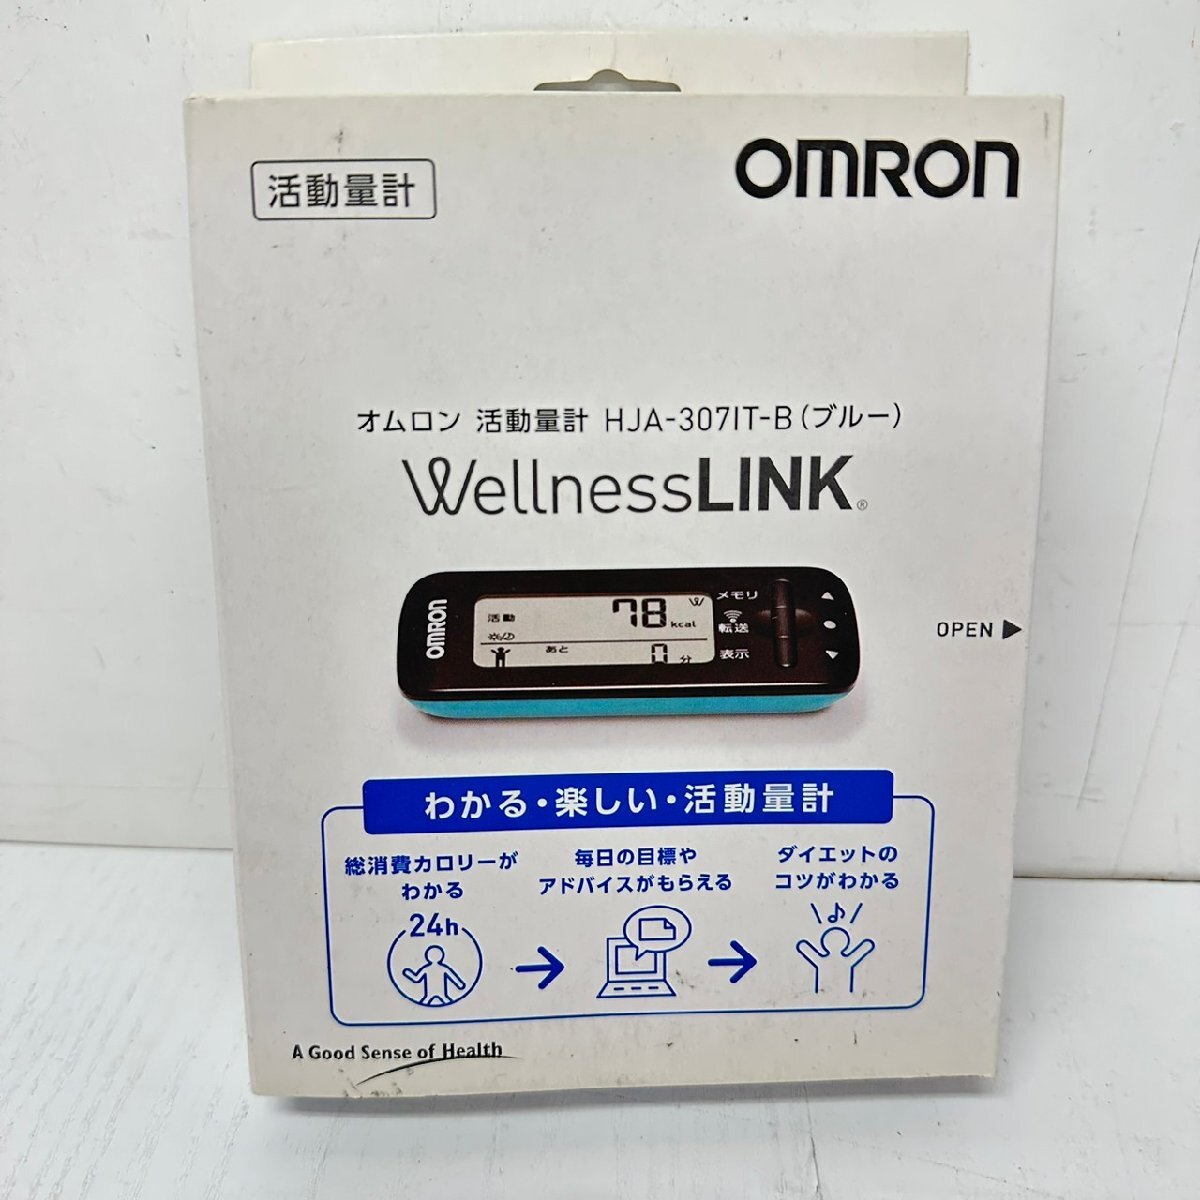 活動量計
OMRON
オムロン 活動量計 HJA-307IT-B（ブルー）
WellnessLINK®
OMRON
活動
78
kcal
メモリ
転送
表示
あと
0
分
OPEN ▶
わかる・楽しい・活動量計
総消費カロリーが
わかる
24h
毎日の目標や
アドバイスがもらえる
ダイエットの
コツがわかる
A Good Sense of Health